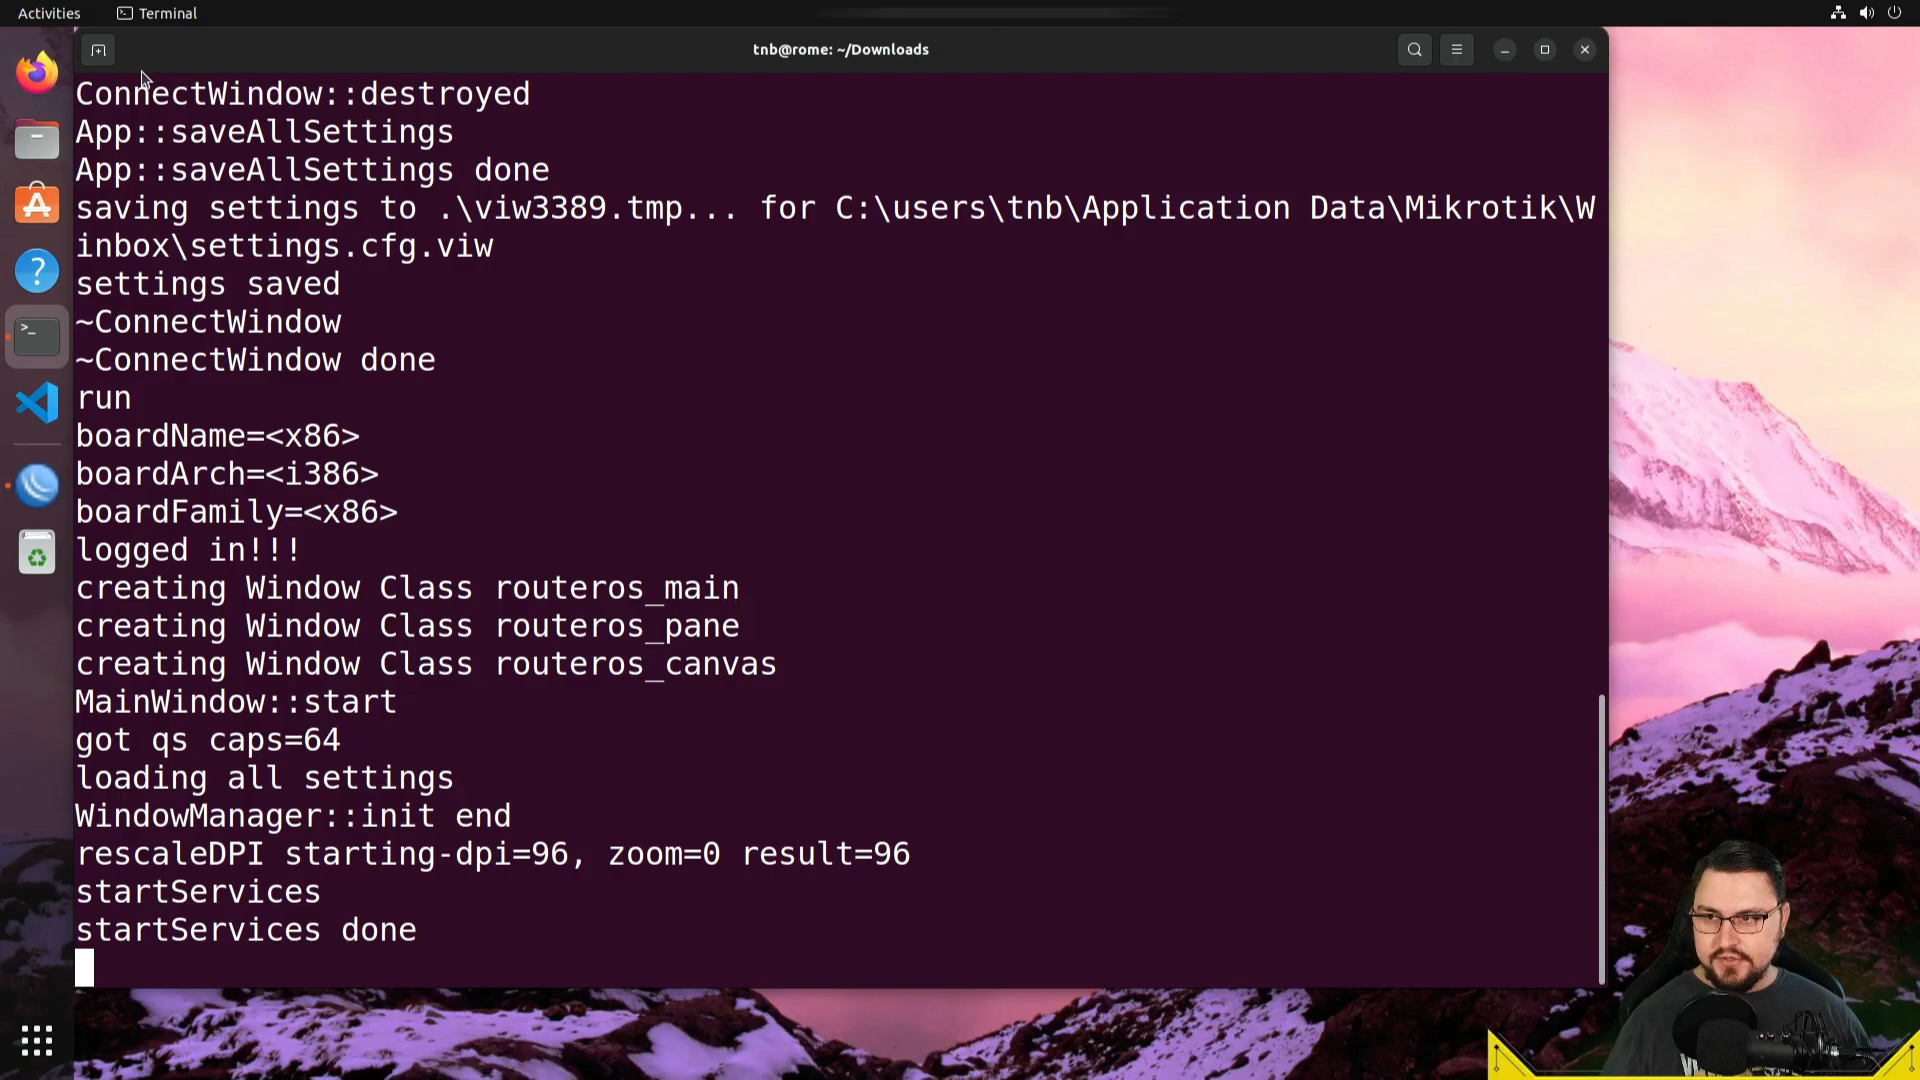 Activities
Terminal
tnb@rome: ~/Downloads
ConnectWindow::destroyed
App::saveAllSettings
App::saveAllSettings done
saving settings to .\viw3389.tmp... for C:\users\tnb\Application Data\Mikrotik\W
inbox\settings.cfg.viw
settings saved
~ConnectWindow
~ConnectWindow done
run
boardName=<x86>
boardArch=<i386>
boardFamily=<x86>
logged in!!!
creating Window Class routeros_main
creating Window Class routeros_pane
creating Window Class routeros_canvas
MainWindow::start
got qs caps=64
loading all settings
WindowManager::init end
rescaleDPI starting-dpi=96, zoom=0 result=96
startServices
startServices done